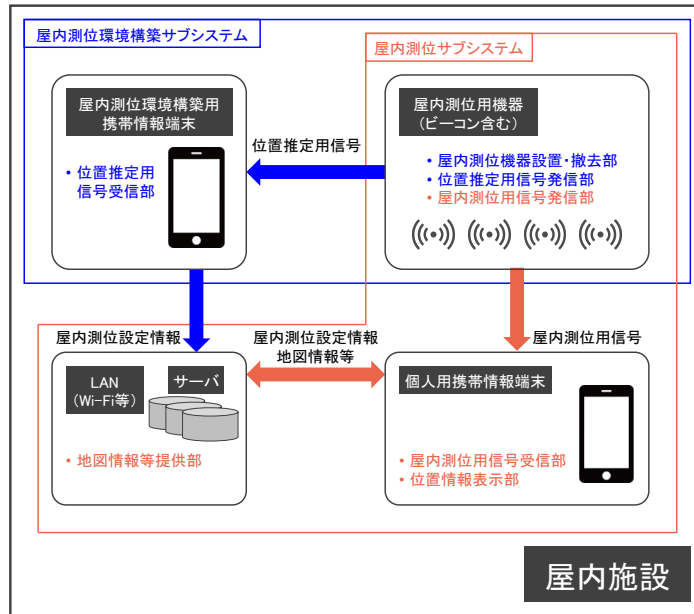 屋内測位環境構築サブシステム
屋内測位サブシステム
屋内測位環境構築用
携帯情報端末
・位置推定用
信号受信部
位置推定用信号
屋内測位用機器
(ビーコン含む)
・屋内測位機器設置・撤去部
・位置推定用信号発信部
・屋内測位用信号発信部
屋内測位設定情報
屋内測位設定情報
地図情報等
屋内測位用信号
LAN
(Wi-Fi等)
サーバ
・地図情報等提供部
個人用携帯情報端末
・屋内測位用信号受信部
・位置情報表示部
屋内施設